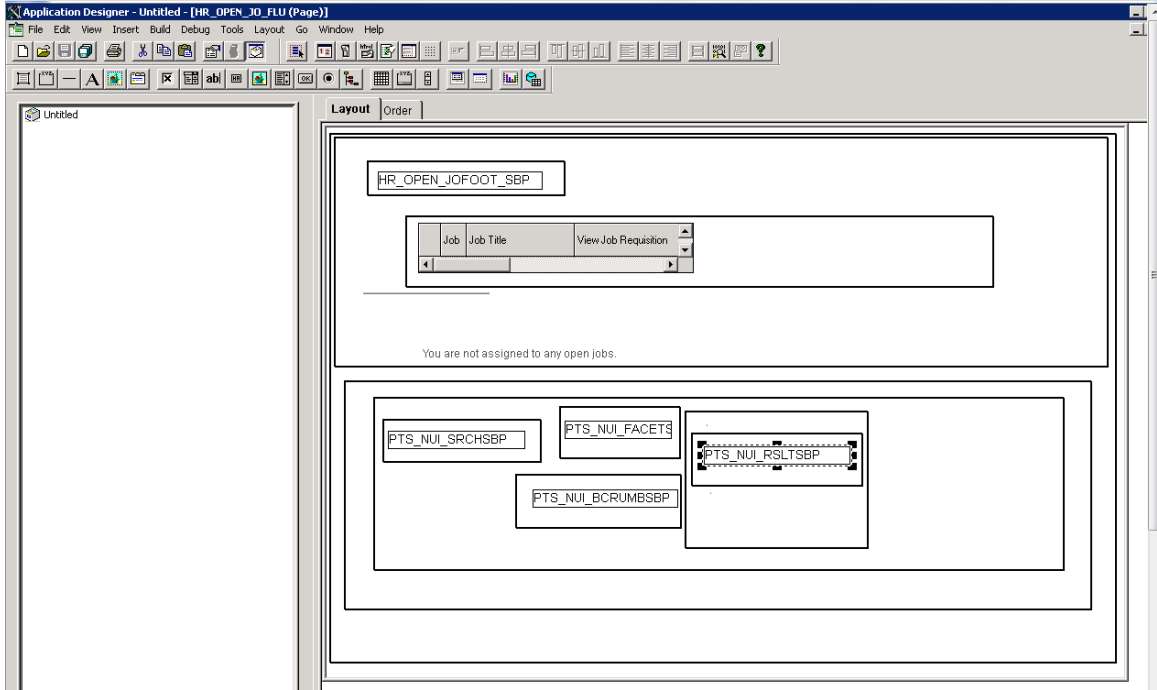 Application Designer - Untitled - [HR_OPEN_JO_FLU (Page)]
File Edit View Insert Build Debug Tools Layout Go Window Help
Untitled
Layout Order
HR_OPEN_JOFOOT_SBP
Job Job Title View Job Requisition
You are not assigned to any open jobs.
PTS_NUI_SRCHSBP
PTS_NUI_FACETS
PTS_NUI_RSLTSBP
PTS_NUI_BCRUMBSBP